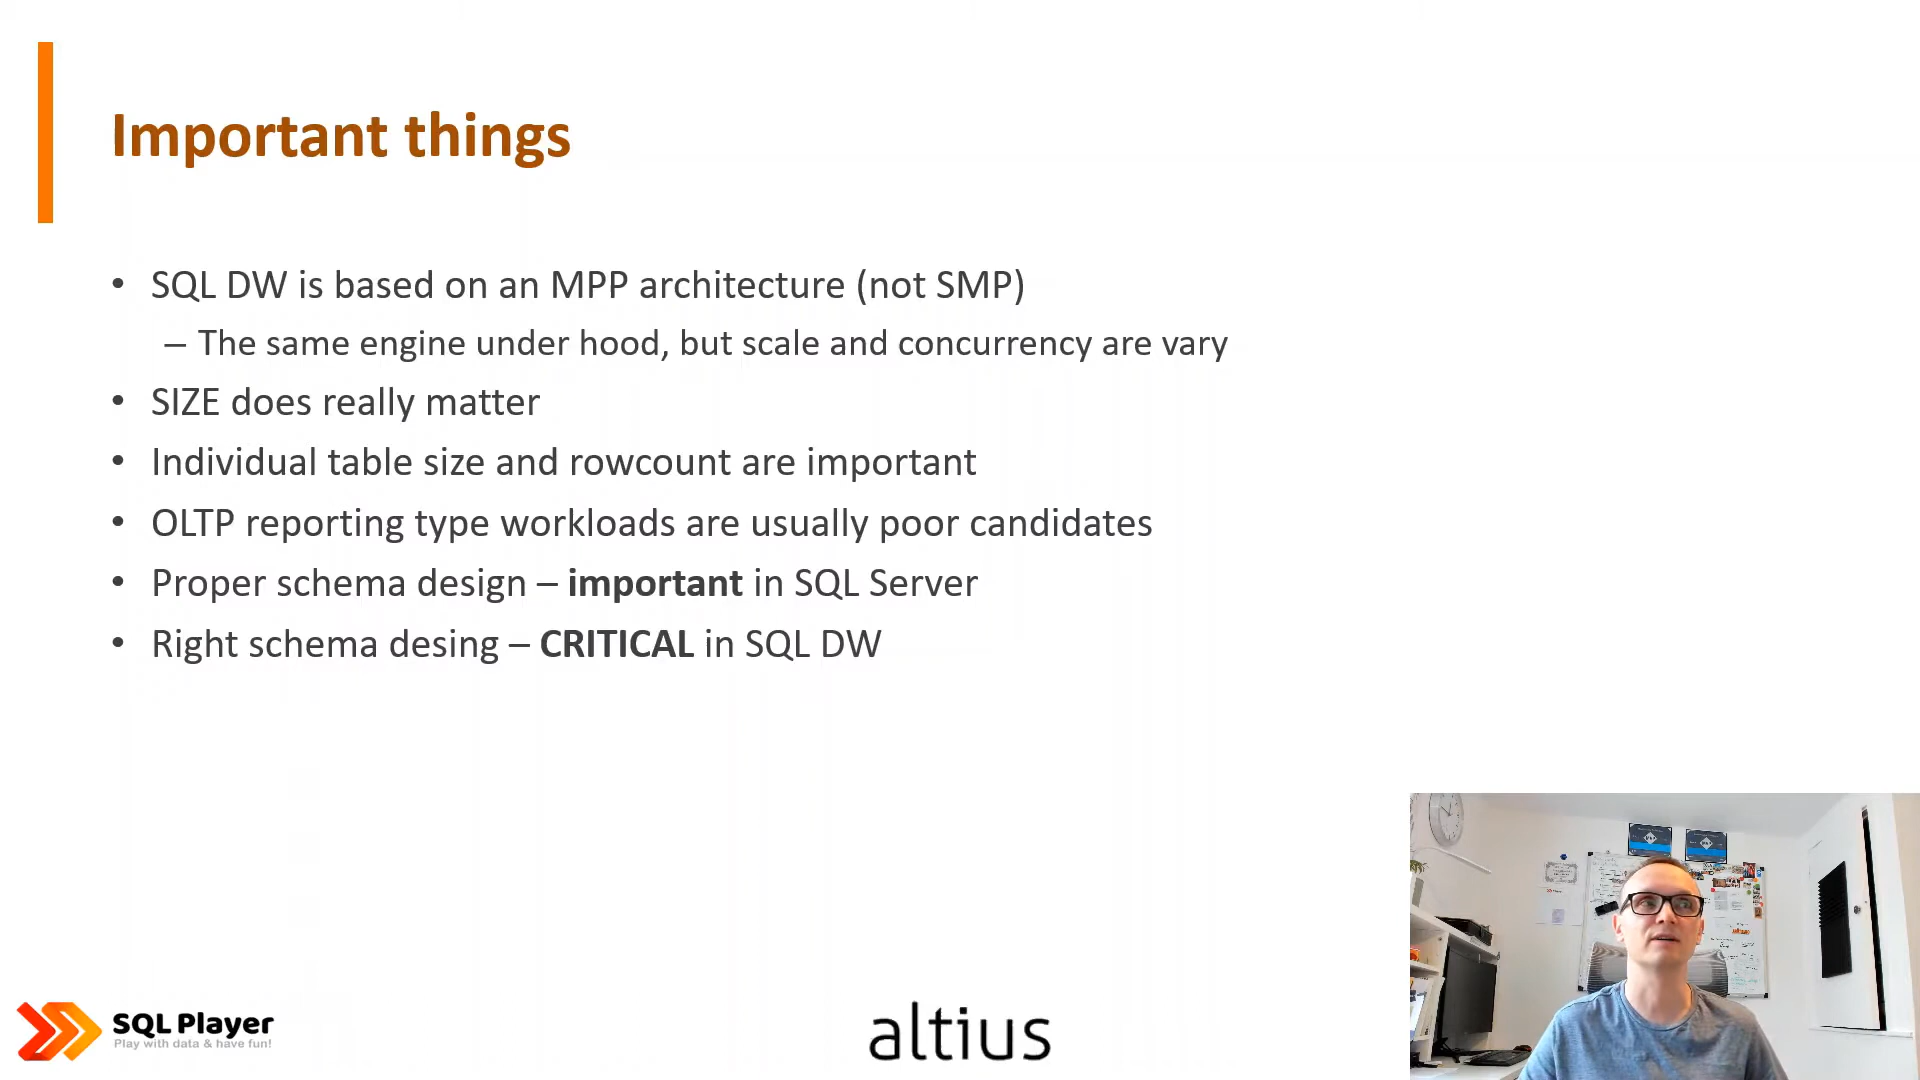 Important things
• SQL DW is based on an MPP architecture (not SMP)
– The same engine under hood, but scale and concurrency are vary
• SIZE does really matter
• Individual table size and rowcount are important
• OLTP reporting type workloads are usually poor candidates
• Proper schema design – important in SQL Server
• Right schema desing – CRITICAL in SQL DW
SQL Player
Play with data & have fun!
altius